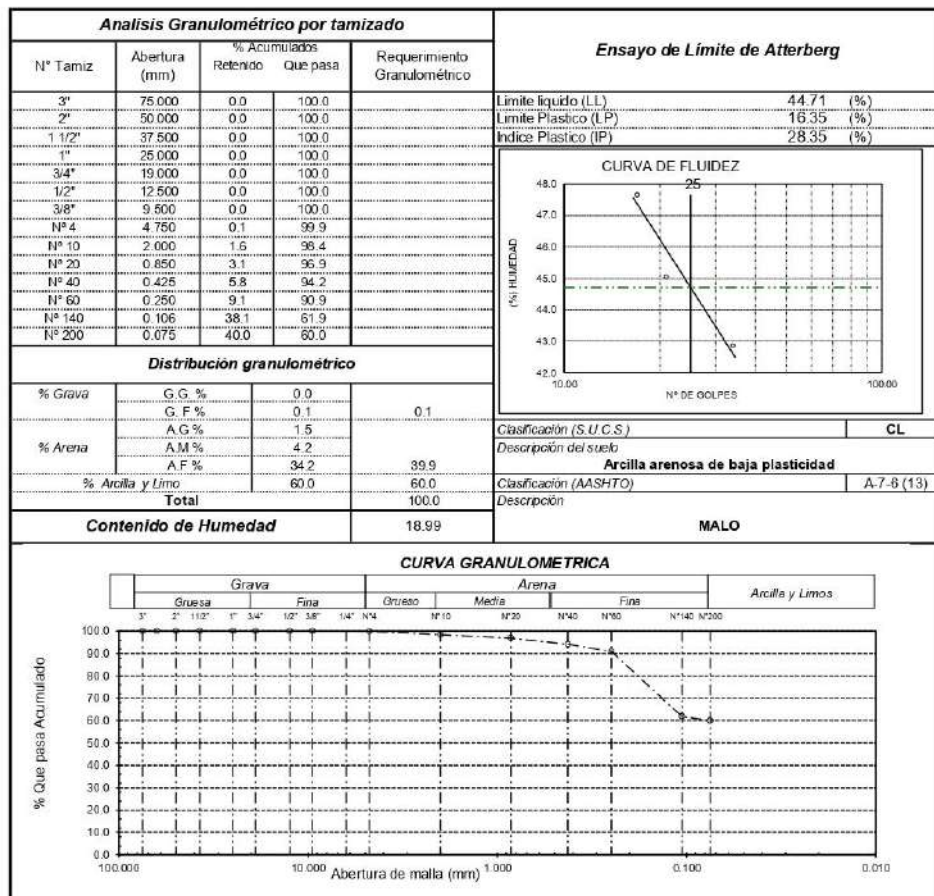 Analisis Granulométrico por tamizado
N° Tamiz Abertura (mm) % Acumulados Retenido Que pasa Requerimiento Granulométrico
3" 75.000 0.0 100.0
2" 50.000 0.0 100.0
1 1/2" 37.500 0.0 100.0
1" 25.000 0.0 100.0
3/4" 19.000 0.0 100.0
1/2" 12.500 0.0 100.0
3/8" 9.500 0.0 100.0
Nº 4 4.750 0.1 99.9
Nº 10 2.000 1.6 98.4
Nº 20 0.850 3.1 96.9
Nº 40 0.425 5.8 94.2
N° 60 0.250 9.1 90.9
Nº 140 0.106 38.1 61.9
Nº 200 0.075 40.0 60.0
Distribución granulométrico
% Grava G.G. % 0.0
G. F % 0.1 0.1
A.G % 1.5
% Arena A.M % 4.2
A.F % 34.2 39.9
% Arcilla y Limo 60.0 60.0
Total 100.0
Contenido de Humedad 18.99
Ensayo de Límite de Atterberg
Limite liquido (LL) 44.71 (%)
Limite Plastico (LP) 16.35 (%)
Indice Plastico (IP) 28.35 (%)
CURVA DE FLUIDEZ
25
(%) HUMEDAD
48.0
47.0
46.0
45.0
44.0
43.0
42.0
10.00 100.00
N° DE GOLPES
Clasificación (S.U.C.S.) CL
Descripción del suelo
Arcilla arenosa de baja plasticidad
Clasificación (AASHTO) A-7-6 (13)
Descripción
MALO
CURVA GRANULOMETRICA
Grava Arena Arcilla y Limos
Gruesa Fina Grueso Media Fina
3" 2" 11/2" 1" 3/4" 1/2" 3/8" 1/4" N°4 N°10 N°20 N°40 N°60 N°140 N°200
% Que pasa Acumulado
100.0
90.0
80.0
70.0
60.0
50.0
40.0
30.0
20.0
10.0
0.0
100.000 10.000 1.000 0.100 0.010
Abertura de malla (mm)